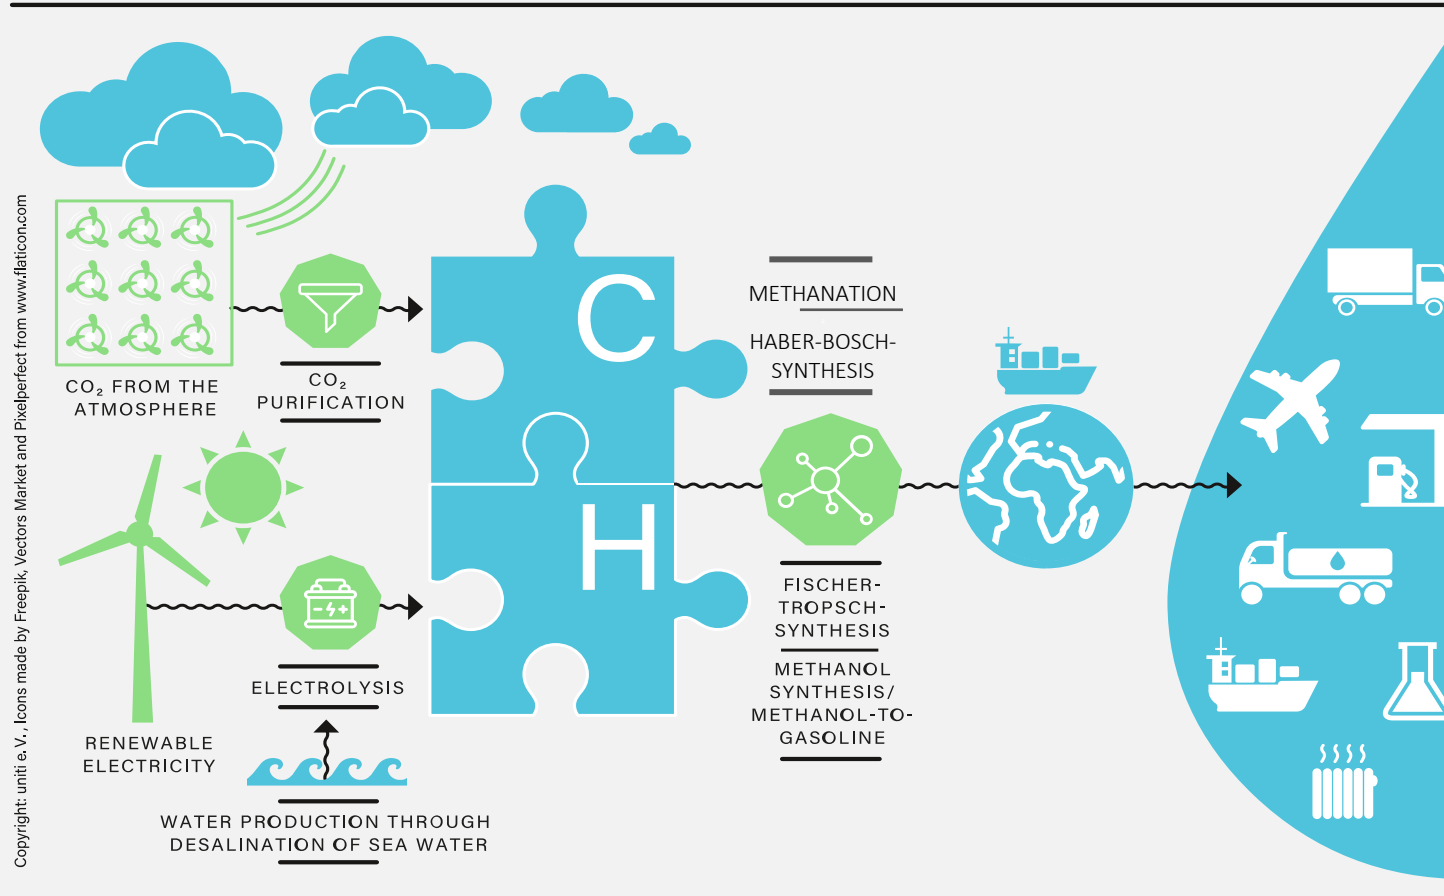 Copyright: uniti e. V. , Icons made by Freepik, Vectors Market and Pixelperfect from www.flaticon.com
CO₂ FROM THE
ATMOSPHERE
CO₂
PURIFICATION
RENEWABLE
ELECTRICITY
ELECTROLYSIS
WATER PRODUCTION THROUGH
DESALINATION OF SEA WATER
C
H
METHANATION
HABER-BOSCH-
SYNTHESIS
FISCHER-
TROPSCH-
SYNTHESIS
METHANOL
SYNTHESIS/
METHANOL-TO-
GASOLINE